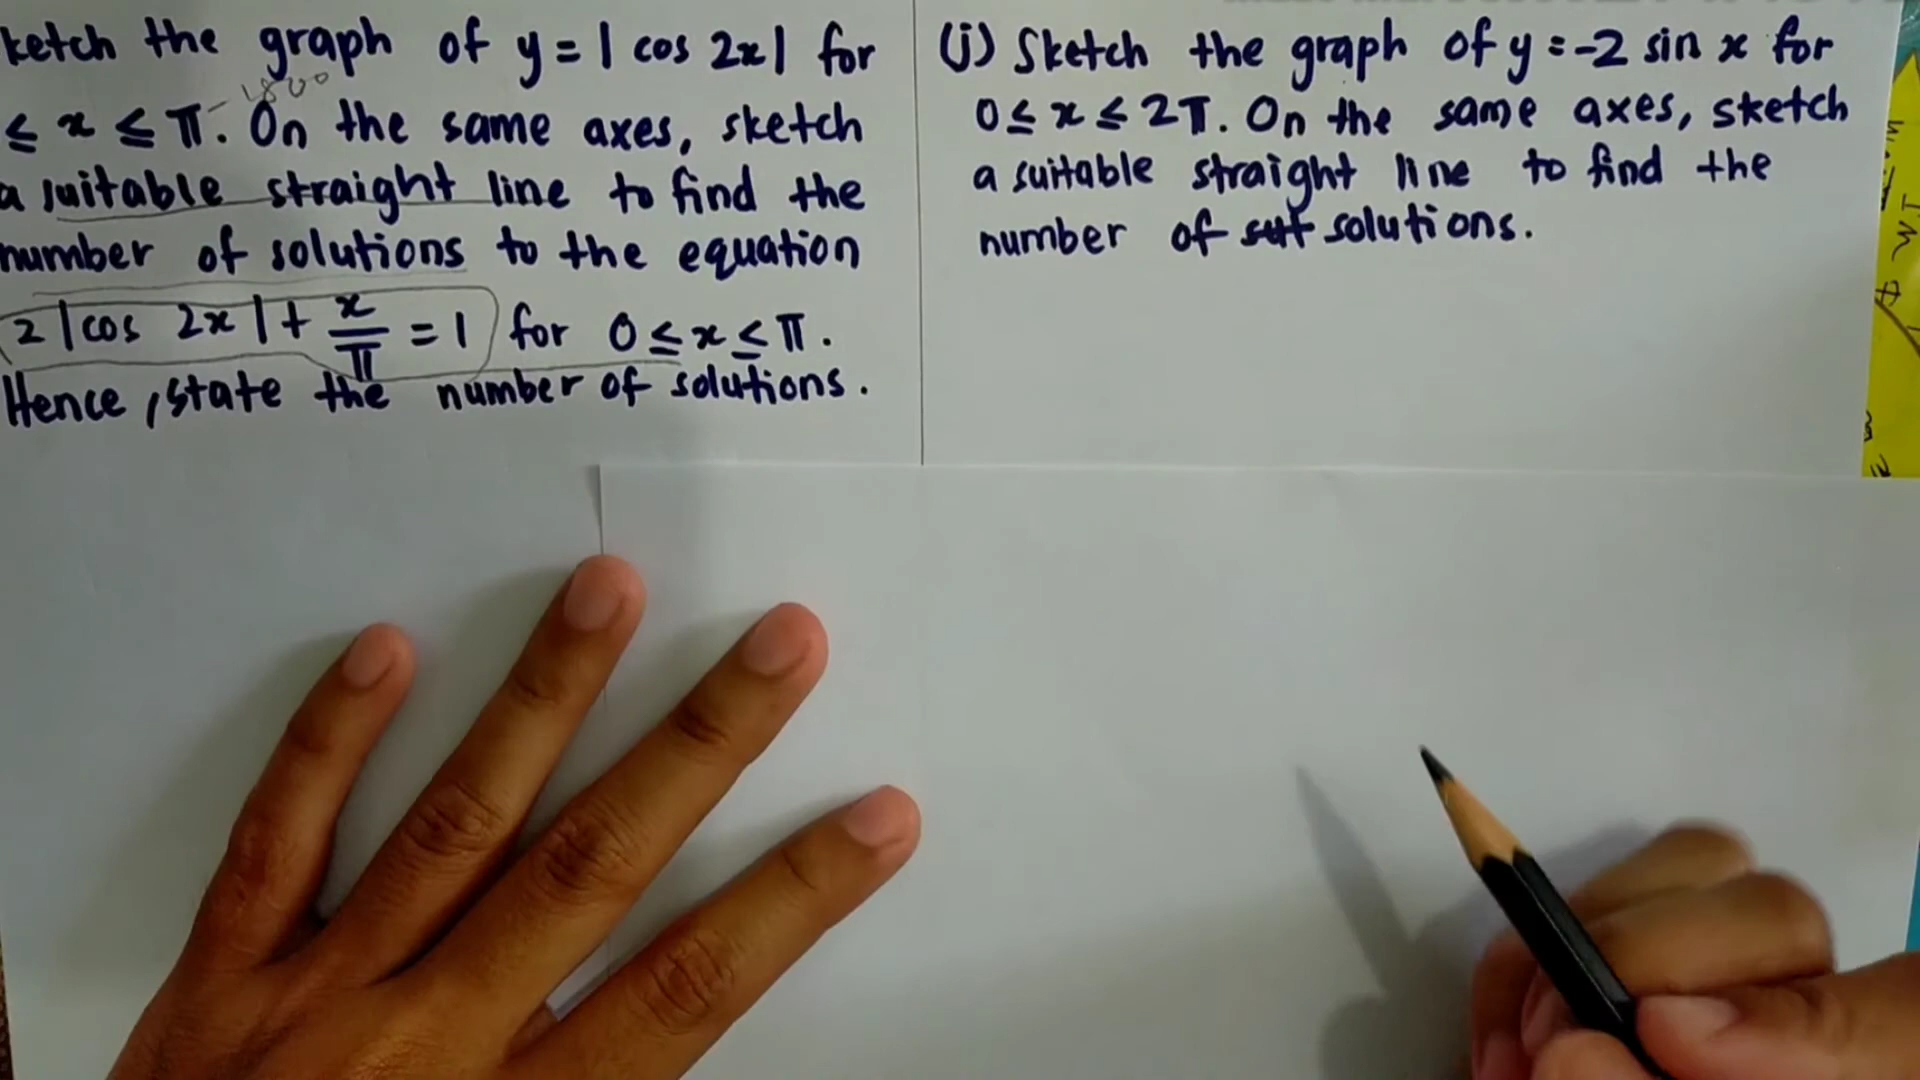 ketch the graph of y = | cos 2x | for
≤ x ≤ π. On the same axes, sketch
a suitable straight line to find the
number of solutions to the equation
2 | cos 2x | + x/π = 1 for 0 ≤ x ≤ π.
Hence, state the number of solutions.
(j) Sketch the graph of y = -2 sin x for
0 ≤ x ≤ 2π. On the same axes, sketch
a suitable straight line to find the
number of solutions.